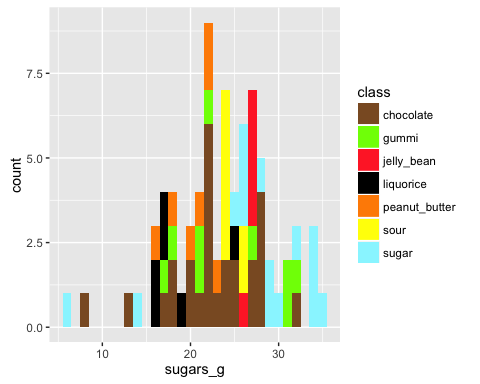 7.5
5.0
2.5
0.0
count
10
20
30
sugars_g
class
chocolate
gummi
jelly_bean
liquorice
peanut_butter
sour
sugar